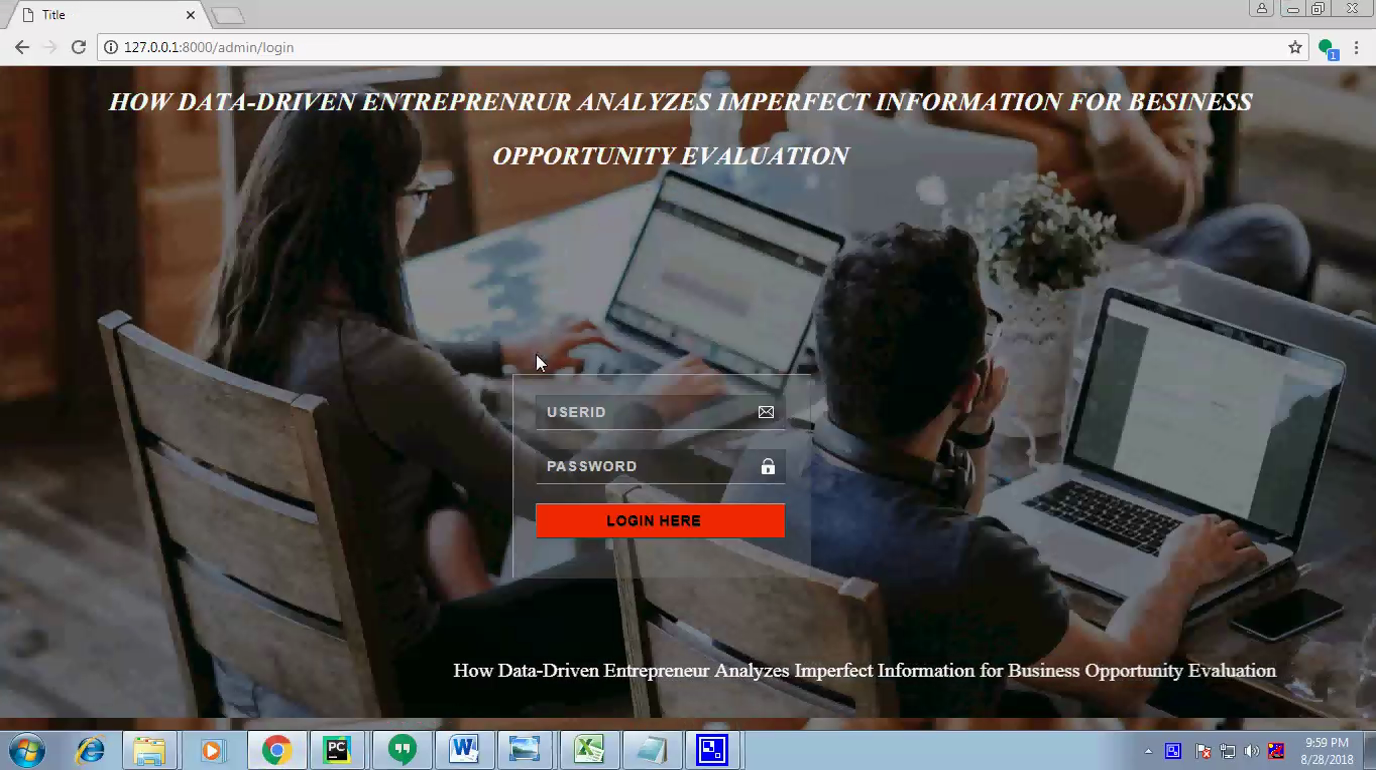 Title
127.0.0.1:8000/admin/login
1
HOW DATA-DRIVEN ENTREPRENRUR ANALYZES IMPERFECT INFORMATION FOR BESINESS
OPPORTUNITY EVALUATION
USERID
PASSWORD
LOGIN HERE
How Data-Driven Entrepreneur Analyzes Imperfect Information for Business Opportunity Evaluation
PC
9:59 PM
8/28/2018